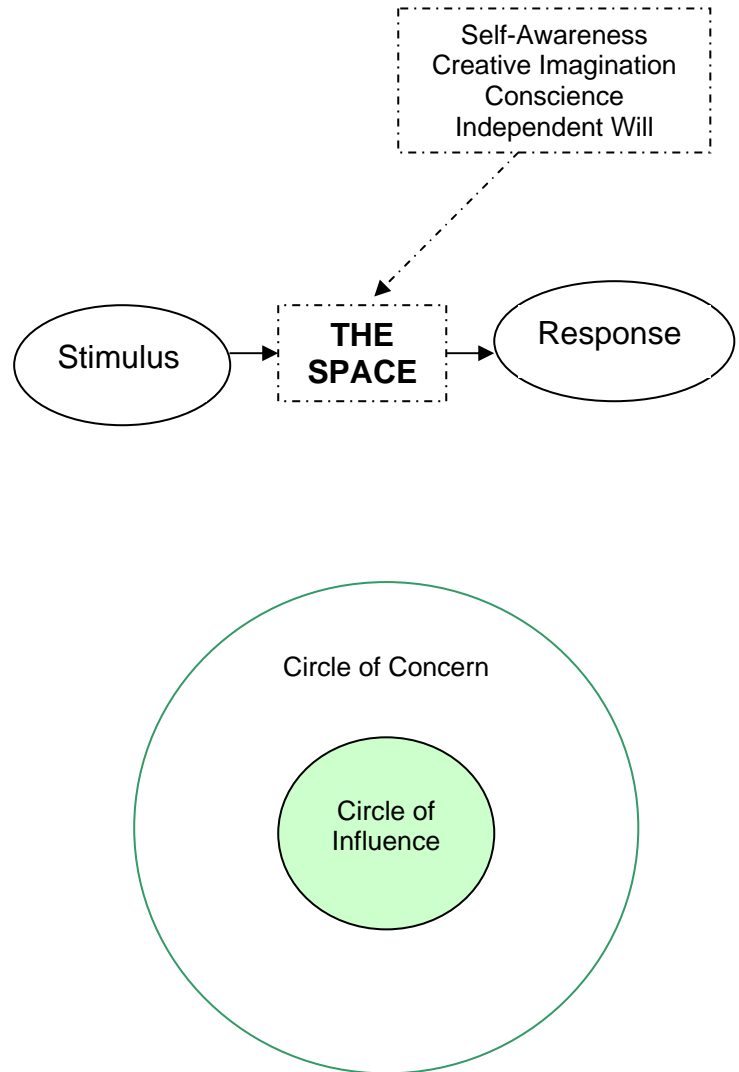 Self-Awareness
Creative Imagination
Conscience
Independent Will
Stimulus
THE
SPACE
Response
Circle of Concern
Circle of
Influence